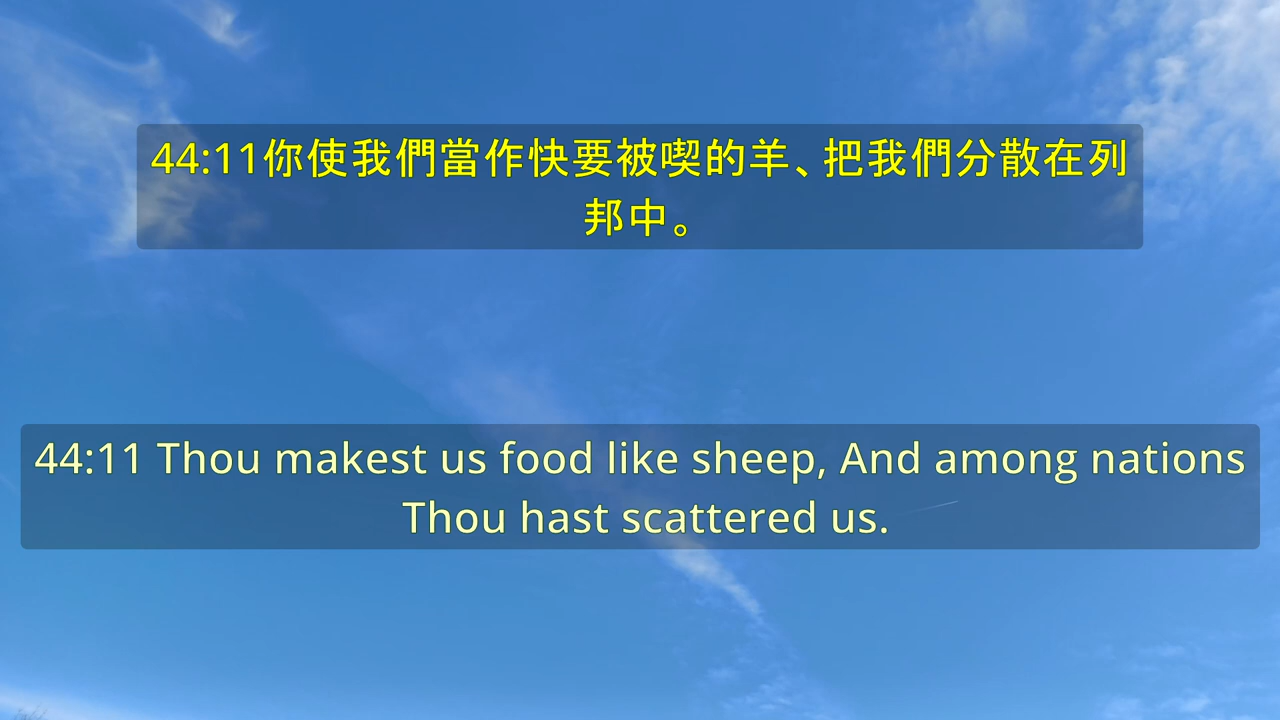 44:11你使我們當作快要被喫的羊、把我們分散在列
邦中。
44:11 Thou makest us food like sheep, And among nations
Thou hast scattered us.